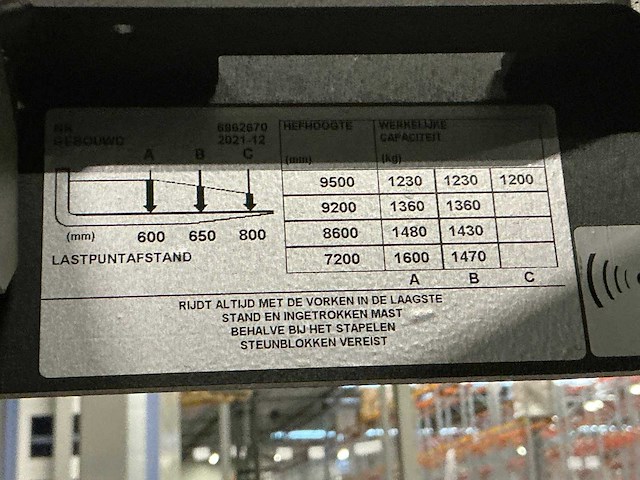 NR 6862670
GEBOUWD 2021-12
A B C
(mm) 600 650 800
LASTPUNTAFSTAND
HEFHOOGTE (mm) WERKELIJKE CAPACITEIT (kg)
9500 1230 1230 1200
9200 1360 1360
8600 1480 1430
7200 1600 1470
A B C
RIJDT ALTIJD MET DE VORKEN IN DE LAAGSTE
STAND EN INGETROKKEN MAST
BEHALVE BIJ HET STAPELEN
STEUNBLOKKEN VEREIST